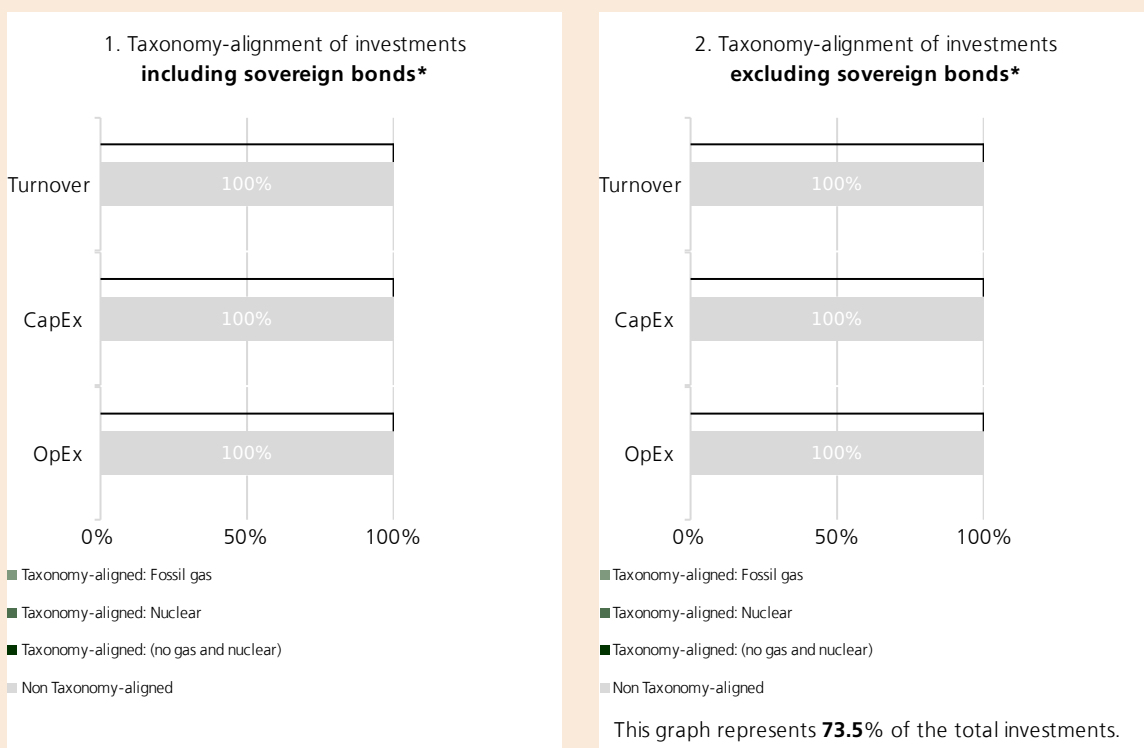 1. Taxonomy-alignment of investments
including sovereign bonds*
Turnover
100%
CapEx
100%
OpEx
100%
0% 50% 100%
Taxonomy-aligned: Fossil gas
Taxonomy-aligned: Nuclear
Taxonomy-aligned: (no gas and nuclear)
Non Taxonomy-aligned
2. Taxonomy-alignment of investments
excluding sovereign bonds*
Turnover
100%
CapEx
100%
OpEx
100%
0% 50% 100%
Taxonomy-aligned: Fossil gas
Taxonomy-aligned: Nuclear
Taxonomy-aligned: (no gas and nuclear)
Non Taxonomy-aligned
This graph represents 73.5% of the total investments.